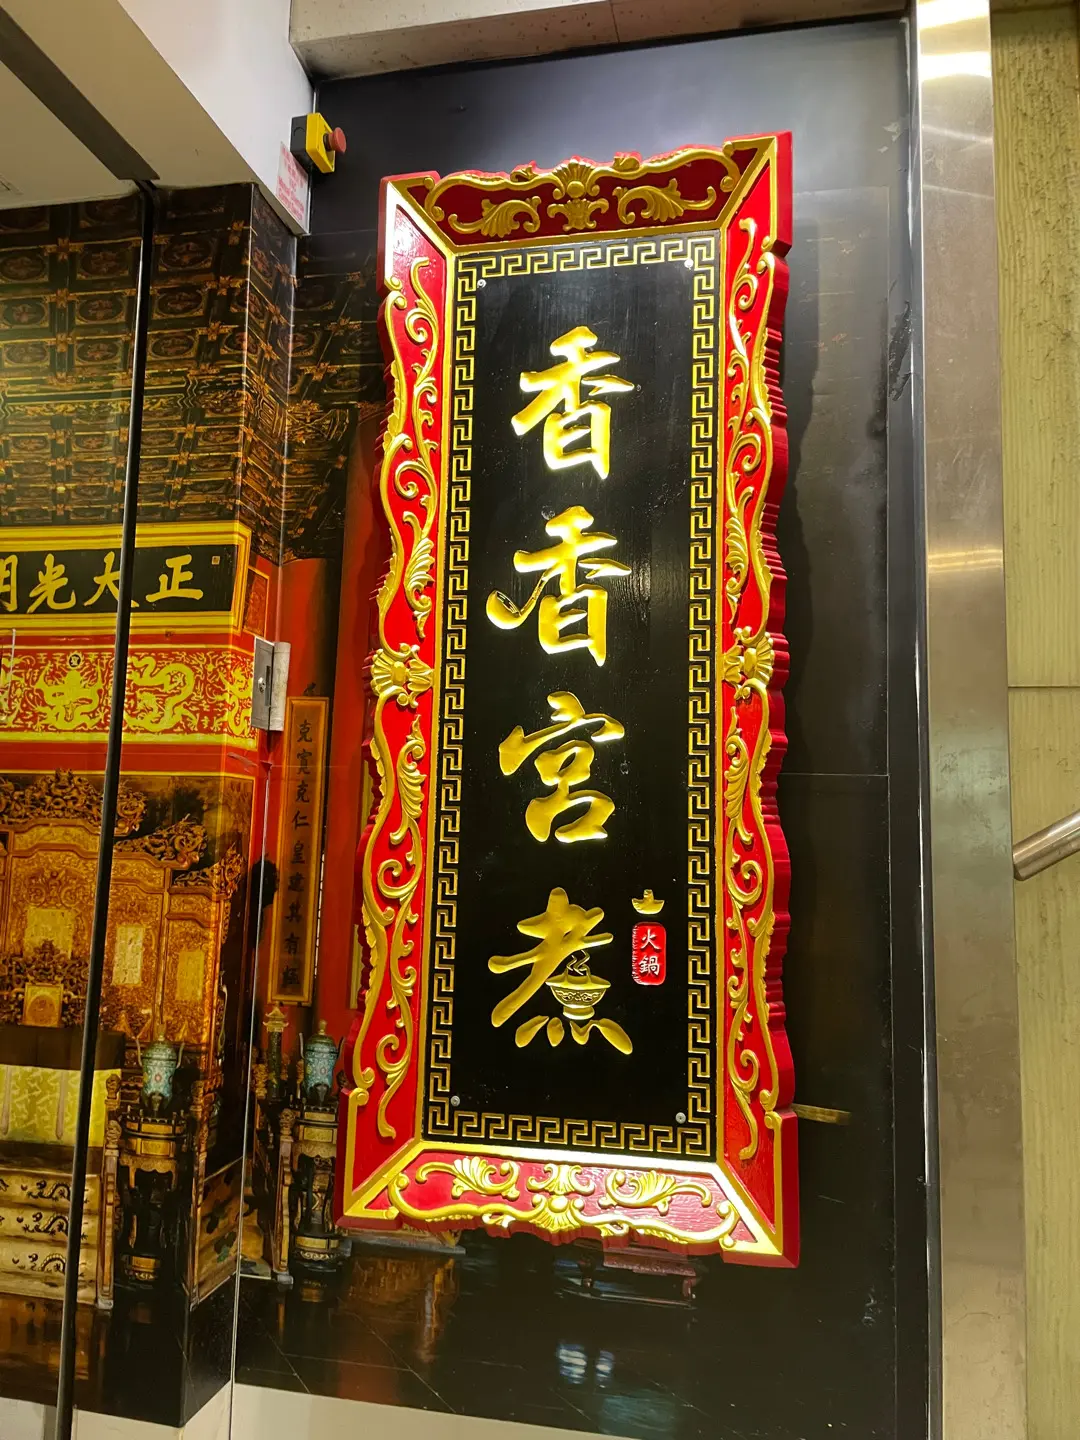 香香宮煮
火鍋
正大光明
克寬克仁皇建其有極